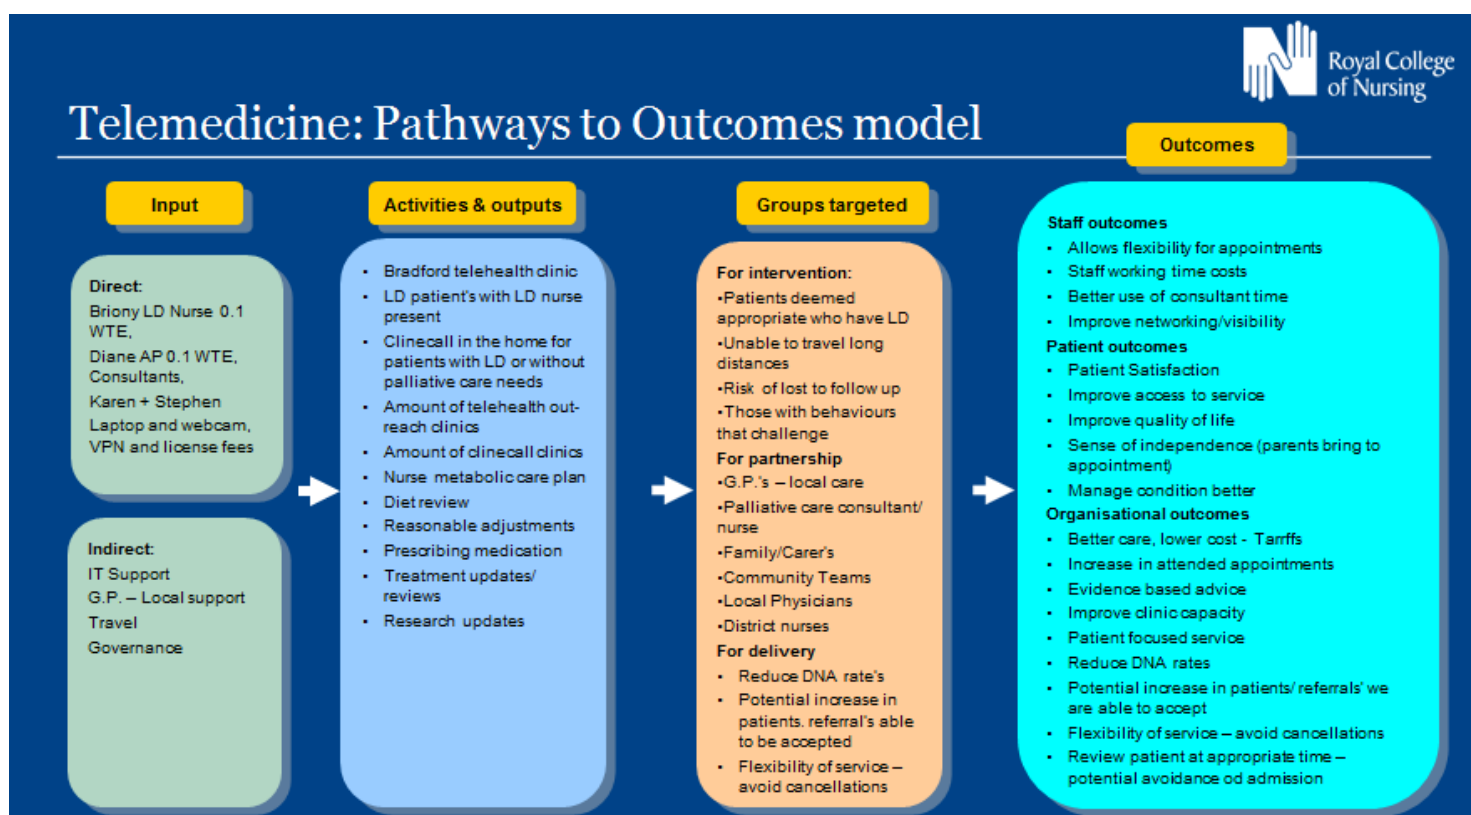 Royal College
of Nursing
Telemedicine: Pathways to Outcomes model
Input
Direct:
Briony LD Nurse 0.1
WTE,
Diane AP 0.1 WTE,
Consultants,
Karen + Stephen
Laptop and webcam,
VPN and license fees
Indirect:
IT Support
G.P. – Local support
Travel
Governance
Activities & outputs
• Bradford telehealth clinic
• LD patient's with LD nurse
present
• Clinecall in the home for
patients with LD or without
palliative care needs
• Amount of telehealth out-
reach clinics
• Amount of clinecall clinics
• Nurse metabolic care plan
• Diet review
• Reasonable adjustments
• Prescribing medication
• Treatment updates/
reviews
• Research updates
Groups targeted
For intervention:
•Patients deemed
appropriate who have LD
•Unable to travel long
distances
•Risk of lost to follow up
•Those with behaviours
that challenge
For partnership
•G.P.'s – local care
•Palliative care consultant/
nurse
•Family/Carer's
•Community Teams
•Local Physicians
•District nurses
For delivery
• Reduce DNA rate's
• Potential increase in
patients. referral's able
to be accepted
• Flexibility of service –
avoid cancellations
Outcomes
Staff outcomes
• Allows flexibility for appointments
• Staff working time costs
• Better use of consultant time
• Improve networking/visibility
Patient outcomes
• Patient Satisfaction
• Improve access to service
• Improve quality of life
• Sense of independence (parents bring to
appointment)
• Manage condition better
Organisational outcomes
• Better care, lower cost - Tarrffs
• Increase in attended appointments
• Evidence based advice
• Improve clinic capacity
• Patient focused service
• Reduce DNA rates
• Potential increase in patients/ referrals' we
are able to accept
• Flexibility of service – avoid cancellations
• Review patient at appropriate time –
potential avoidance od admission